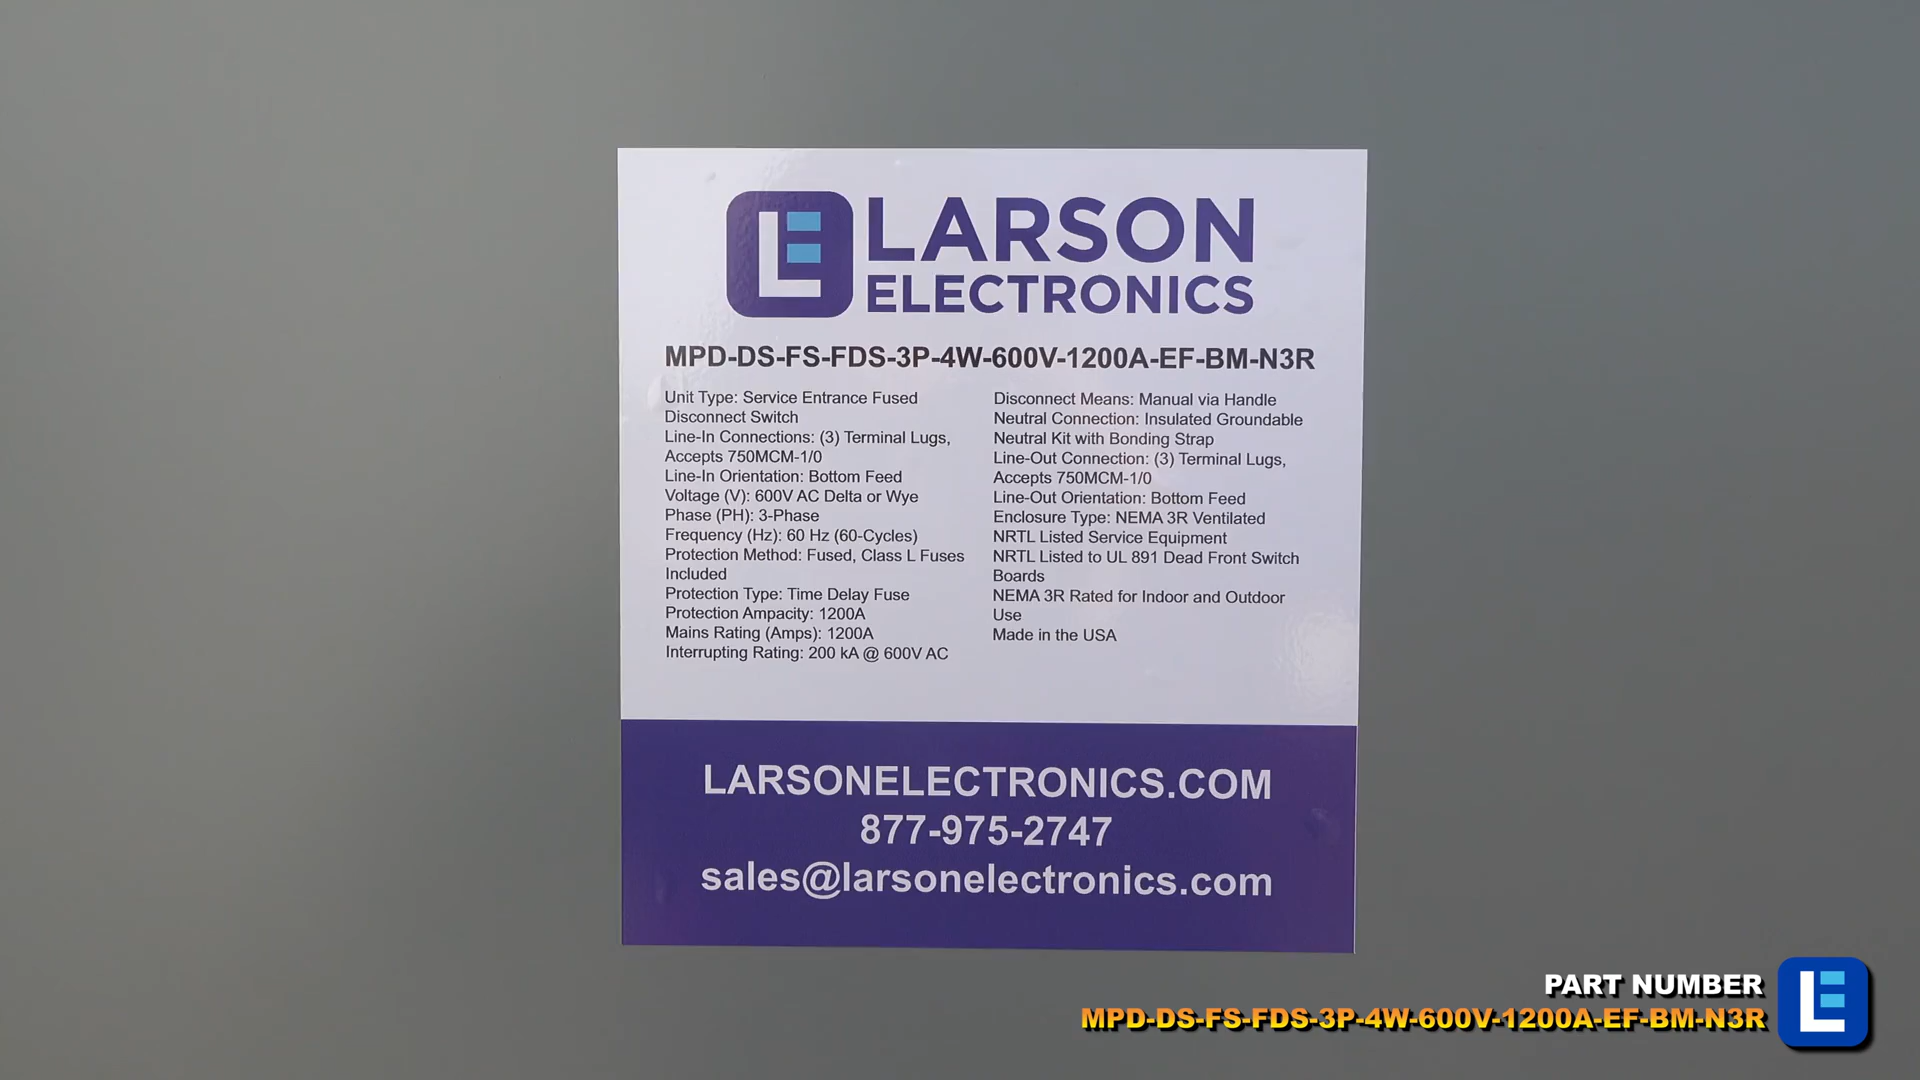 LARSON
ELECTRONICS
MPD-DS-FS-FDS-3P-4W-600V-1200A-EF-BM-N3R
Unit Type: Service Entrance Fused
Disconnect Switch
Line-In Connections: (3) Terminal Lugs,
Accepts 750MCM-1/0
Line-In Orientation: Bottom Feed
Voltage (V): 600V AC Delta or Wye
Phase (PH): 3-Phase
Frequency (Hz): 60 Hz (60-Cycles)
Protection Method: Fused, Class L Fuses
Included
Protection Type: Time Delay Fuse
Protection Ampacity: 1200A
Mains Rating (Amps): 1200A
Interrupting Rating: 200 kA @ 600V AC
Disconnect Means: Manual via Handle
Neutral Connection: Insulated Groundable
Neutral Kit with Bonding Strap
Line-Out Connection: (3) Terminal Lugs,
Accepts 750MCM-1/0
Line-Out Orientation: Bottom Feed
Enclosure Type: NEMA 3R Ventilated
NRTL Listed Service Equipment
NRTL Listed to UL 891 Dead Front Switch
Boards
NEMA 3R Rated for Indoor and Outdoor
Use
Made in the USA
LARSONELECTRONICS.COM
877-975-2747
sales@larsonelectronics.com
PART NUMBER
MPD-DS-FS-FDS-3P-4W-600V-1200A-EF-BM-N3R